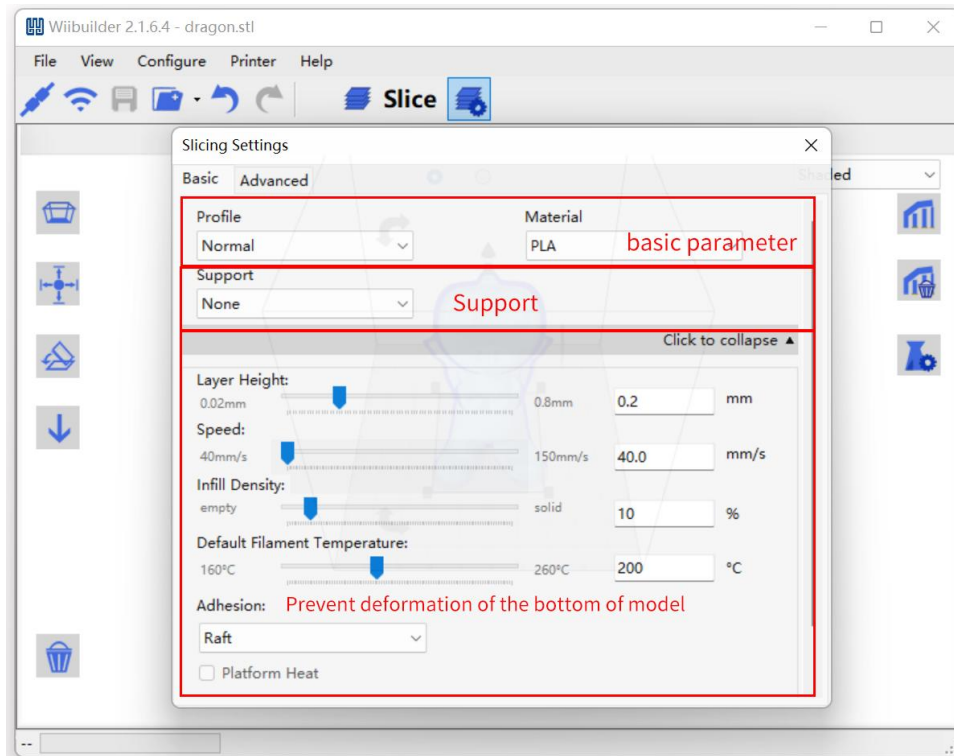 Wiibuilder 2.1.6.4 - dragon.stl
File View Configure Printer Help
Slice
Slicing Settings
Basic Advanced
Profile Material
Normal PLA basic parameter
Support
None Support
Click to collapse ▲
Layer Height:
0.02mm 0.8mm 0.2 mm
Speed:
40mm/s 150mm/s 40.0 mm/s
Infill Density:
empty solid 10 %
Default Filament Temperature:
160°C 260°C 200 °C
Adhesion: Prevent deformation of the bottom of model
Raft
Platform Heat
--